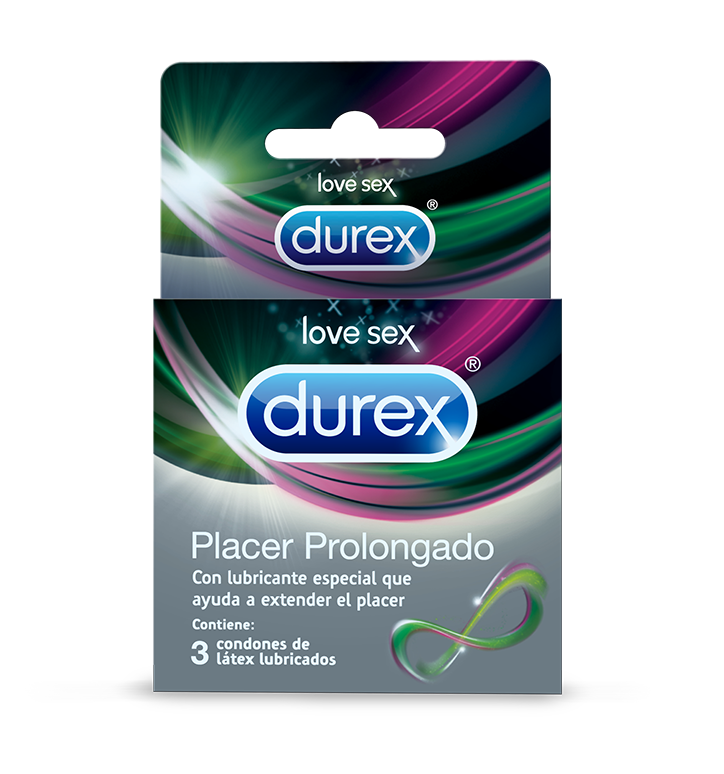 love sex
durex®
love sex
durex®
Placer Prolongado
Con lubricante especial que
ayuda a extender el placer
Contiene:
3 condones de
látex lubricados